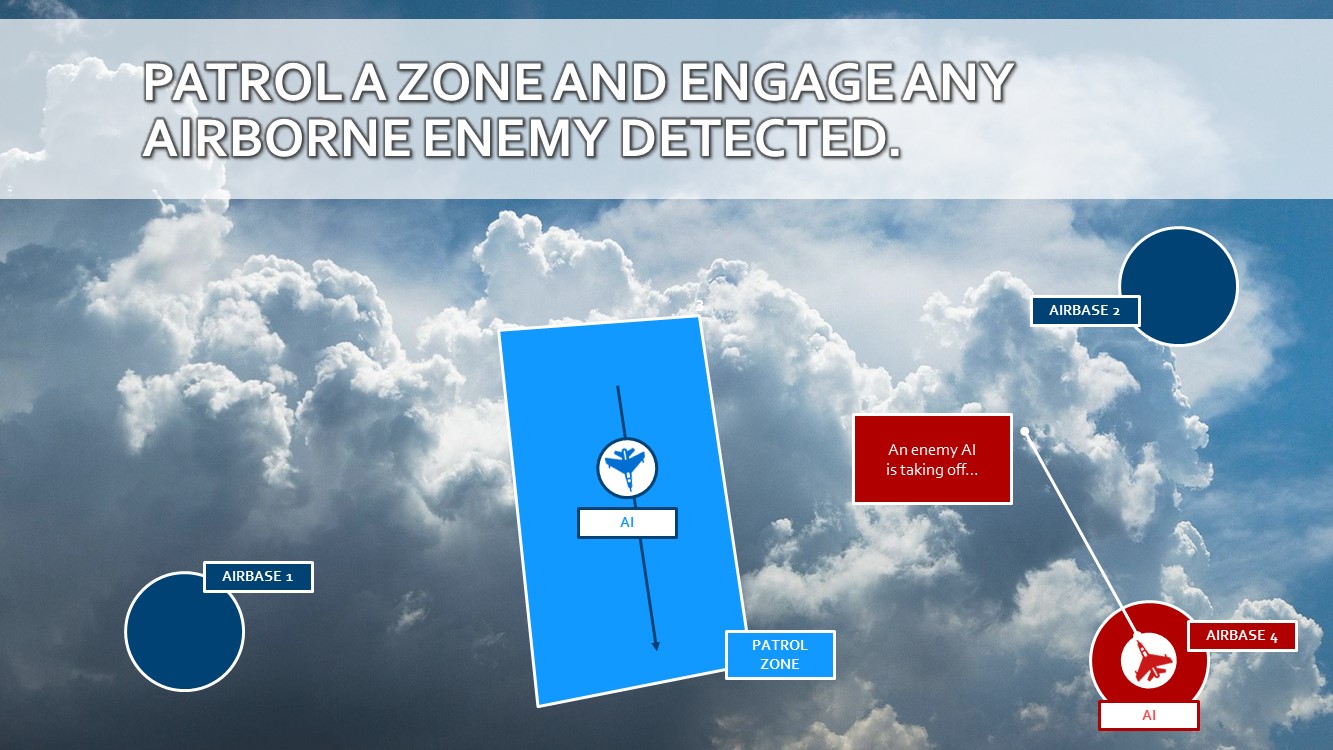 PATROL A ZONE AND ENGAGE ANY
AIRBORNE ENEMY DETECTED.
AIRBASE 2
An enemy AI
is taking off...
AI
AIRBASE 1
PATROL
ZONE
AIRBASE 4
AI